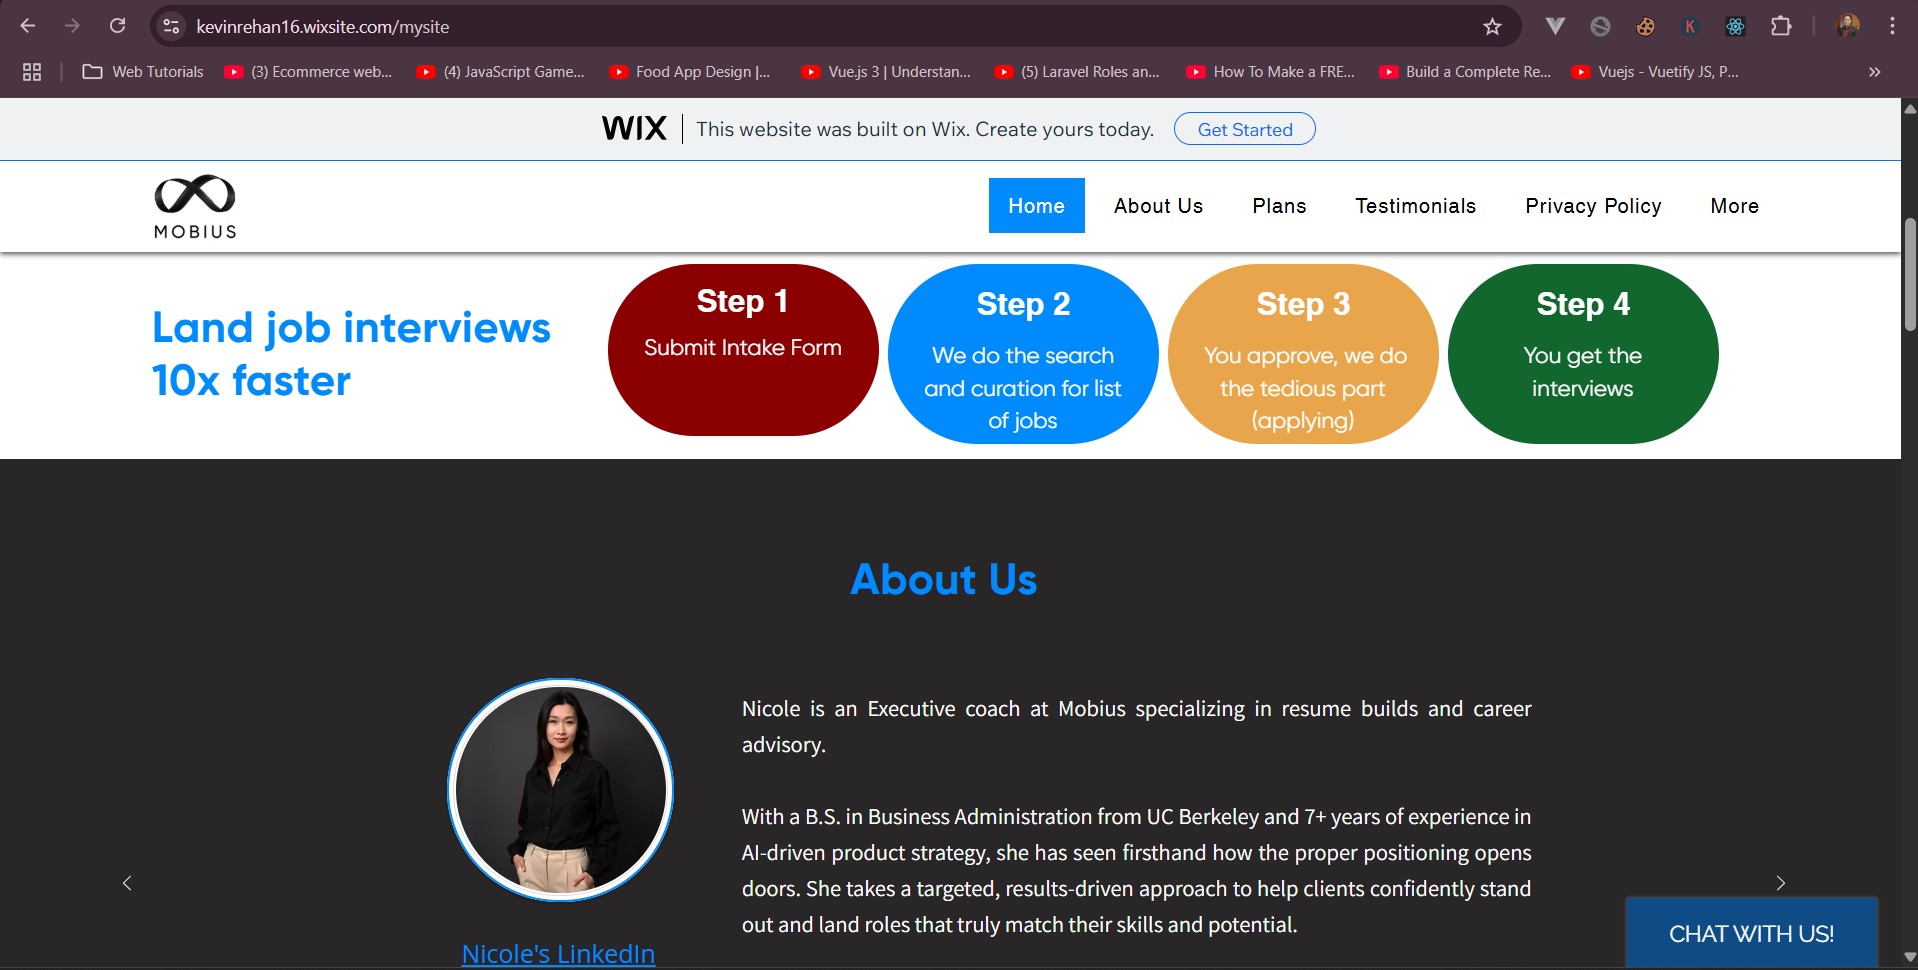 kevinrehan16.wixsite.com/mysite
Web Tutorials
(3) Ecommerce web...
(4) JavaScript Game...
Food App Design |...
Vue.js 3 | Understan...
(5) Laravel Roles an...
How To Make a FRE...
Build a Complete Re...
Vuejs - Vuetify JS, P...
WIX
This website was built on Wix. Create yours today.
Get Started
MOBIUS
Home
About Us
Plans
Testimonials
Privacy Policy
More
Land job interviews
10x faster
Step 1
Submit Intake Form
Step 2
We do the search
and curation for list
of jobs
Step 3
You approve, we do
the tedious part
(applying)
Step 4
You get the
interviews
About Us
Nicole is an Executive coach at Mobius specializing in resume builds and career
advisory.
With a B.S. in Business Administration from UC Berkeley and 7+ years of experience in
AI-driven product strategy, she has seen firsthand how the proper positioning opens
doors. She takes a targeted, results-driven approach to help clients confidently stand
out and land roles that truly match their skills and potential.
Nicole's LinkedIn
CHAT WITH US!